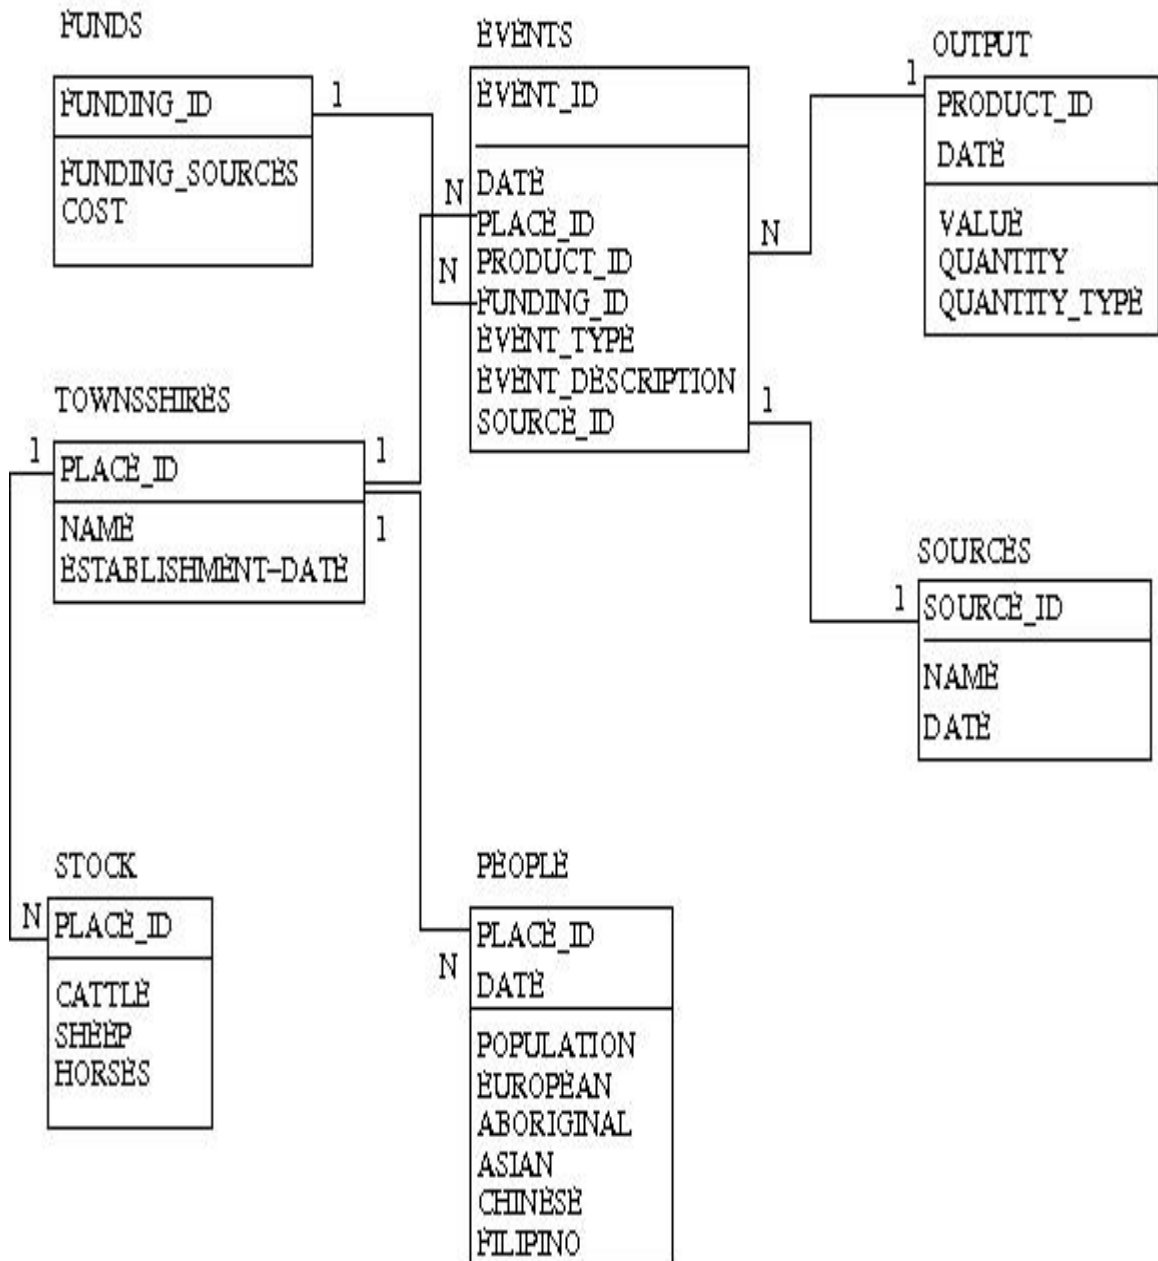 FUNDS
FUNDING_ID
1
FUNDING_SOURCES
COST
EVENTS
EVENT_ID
DATE
N
PLACE_ID
PRODUCT_ID
N
FUNDING_ID
EVENT_TYPE
EVENT_DESCRIPTION
SOURCE_ID
N
1
OUTPUT
1
PRODUCT_ID
DATE
VALUE
QUANTITY
QUANTITY_TYPE
TOWNSSHIRES
1
PLACE_ID
1
NAME
1
ESTABLISHMENT-DATE
SOURCES
1
SOURCE_ID
NAME
DATE
STOCK
N
PLACE_ID
CATTLE
SHEEP
HORSES
PEOPLE
PLACE_ID
N
DATE
POPULATION
EUROPEAN
ABORIGINAL
ASIAN
CHINESE
FILIPINO